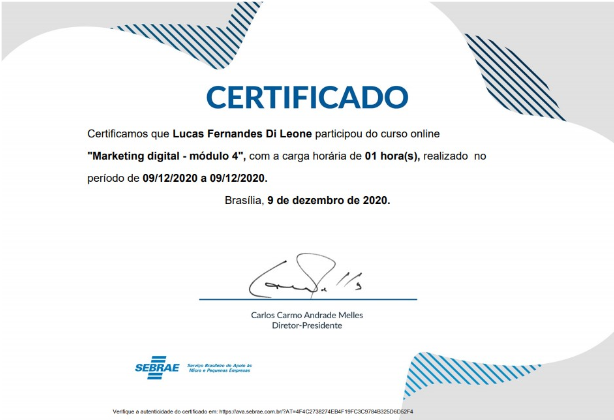 CERTIFICADO
Certificamos que Lucas Fernandes Di Leone participou do curso online
"Marketing digital - módulo 4", com a carga horária de 01 hora(s), realizado no
período de 09/12/2020 a 09/12/2020.
Brasília, 9 de dezembro de 2020.
Carlos Carmo Andrade Melles
Diretor-Presidente
SEBRAE
Serviço Brasileiro de Apoio às
Micro e Pequenas Empresas
Verifique a autenticidade do certificado em: https://ava.sebrae.com.br/?AT=